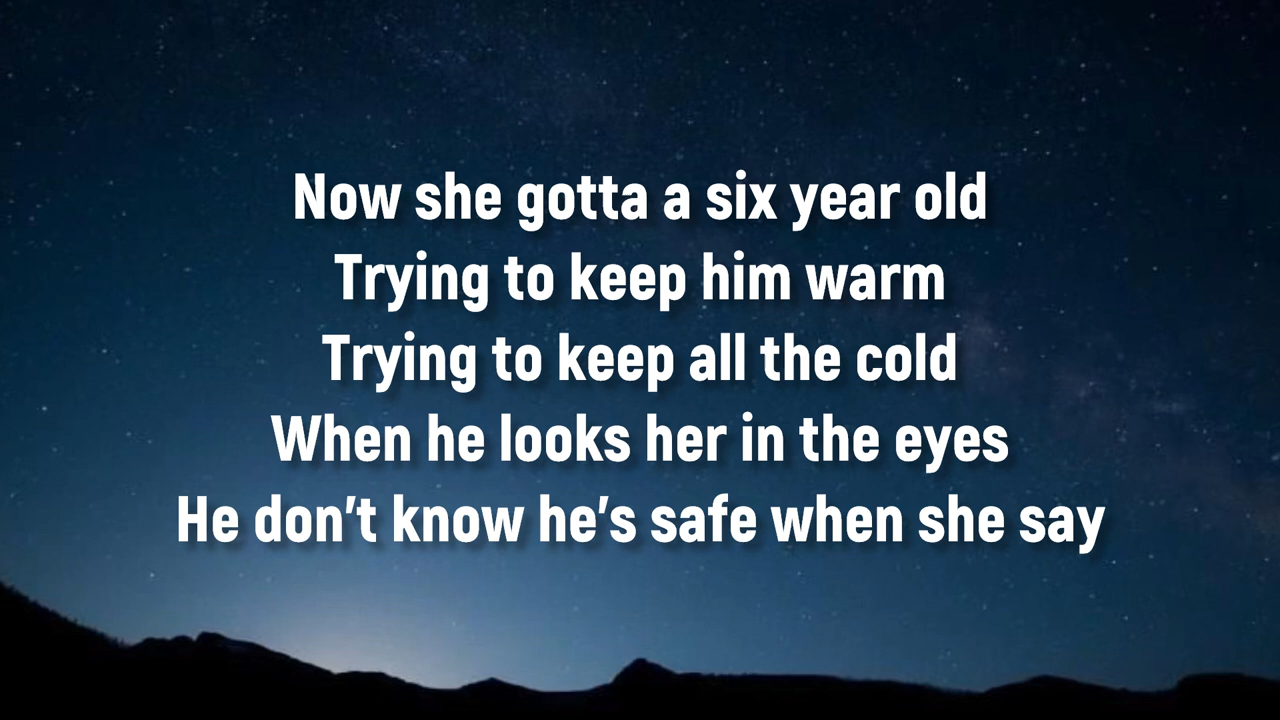 Now she gotta a six year old
Trying to keep him warm
Trying to keep all the cold
When he looks her in the eyes
He don’t know he’s safe when she say